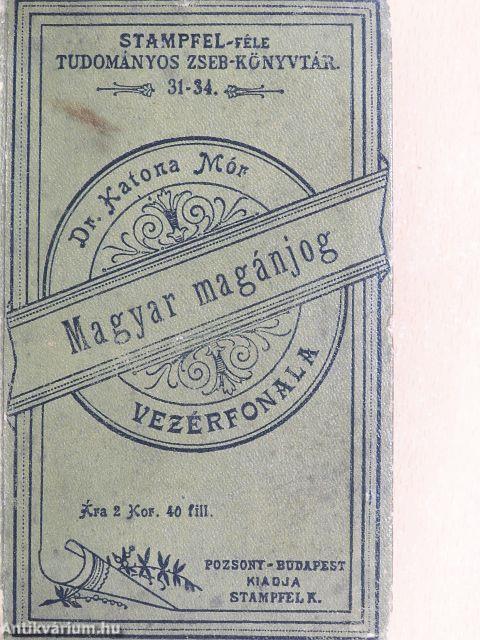 STAMPFEL-FÉLE
TUDOMÁNYOS ZSEB-KÖNYVTÁR.
31-34.
Dr. Katona Mór
Magyar magánjog
VEZÉRFONALA
Ára 2 Kor. 40 fill.
POZSONY-BUDAPEST
KIADJA
STAMPFEL K.
Antikvarium.hu